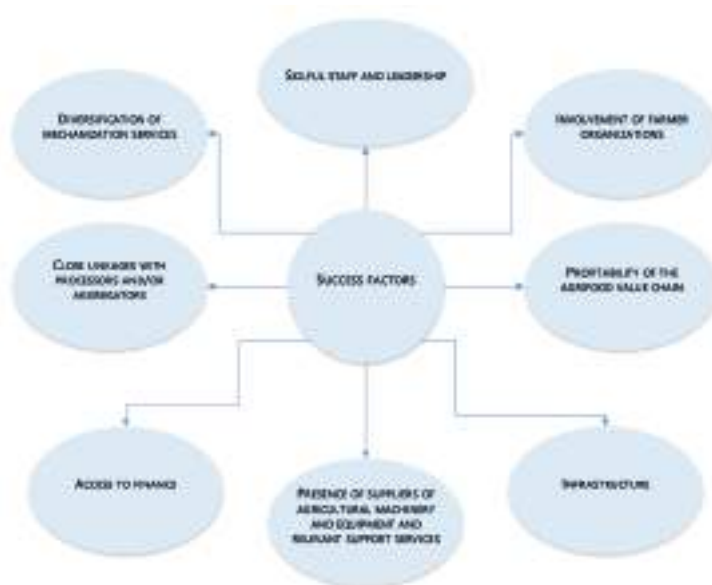 SKILFUL STAFF AND LEADERSHIP
DIVERSIFICATION OF
MECHANIZATION SERVICES
INVOLVEMENT OF FARMER
ORGANIZATIONS
CLOSE LINKAGES WITH
PROCESSORS AND/OR
AGGREGATORS
SUCCESS FACTORS
PROFITABILITY OF THE
AGRIFOOD VALUE CHAIN
ACCESS TO FINANCE
PRESENCE OF SUPPLIERS OF
AGRICULTURAL MACHINERY
AND EQUIPMENT AND
RELEVANT SUPPORT SERVICES
INFRASTRUCTURE